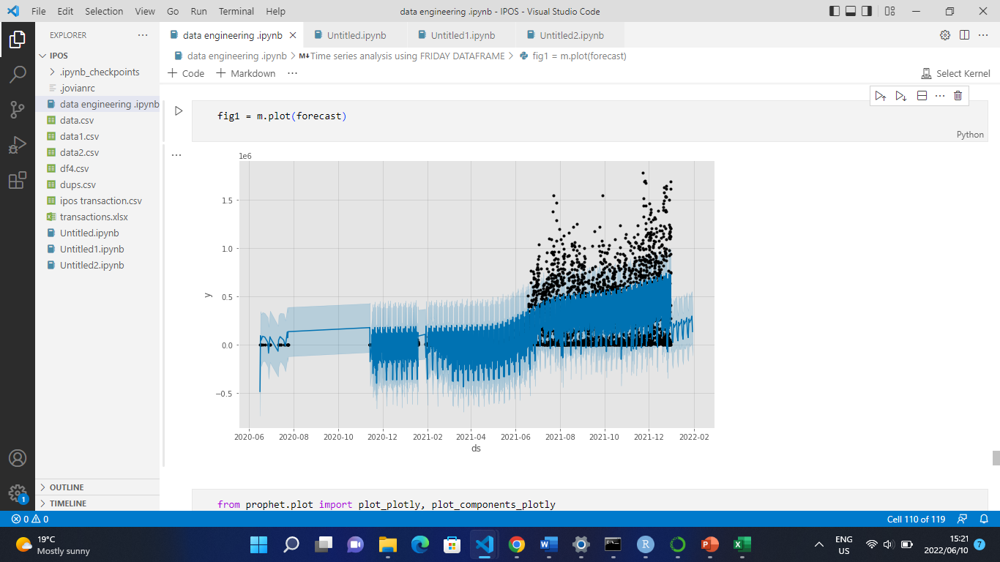 File Edit Selection View Go Run Terminal Help
data engineering .ipynb - IPOS - Visual Studio Code
EXPLORER
data engineering .ipynb
Untitled.ipynb
Untitled1.ipynb
Untitled2.ipynb
IPOS
.ipynb_checkpoints
.jovianrc
data engineering .ipynb
data.csv
data1.csv
data2.csv
df4.csv
dups.csv
ipos transaction.csv
transactions.xlsx
Untitled.ipynb
Untitled1.ipynb
Untitled2.ipynb
OUTLINE
TIMELINE
data engineering .ipynb > M↓Time series analysis using FRIDAY DATAFRAME > fig1 = m.plot(forecast)
+ Code + Markdown ...
Select Kernel
fig1 = m.plot(forecast)
Python
1e6
1.5
1.0
0.5
0.0
−0.5
y
2020-06 2020-08 2020-10 2020-12 2021-02 2021-04 2021-06 2021-08 2021-10 2021-12 2022-02
ds
from prophet.plot import plot_plotly, plot_components_plotly
1
0 0
Cell 110 of 119
19°C
Mostly sunny
ENG
US
15:21
2022/06/10
7